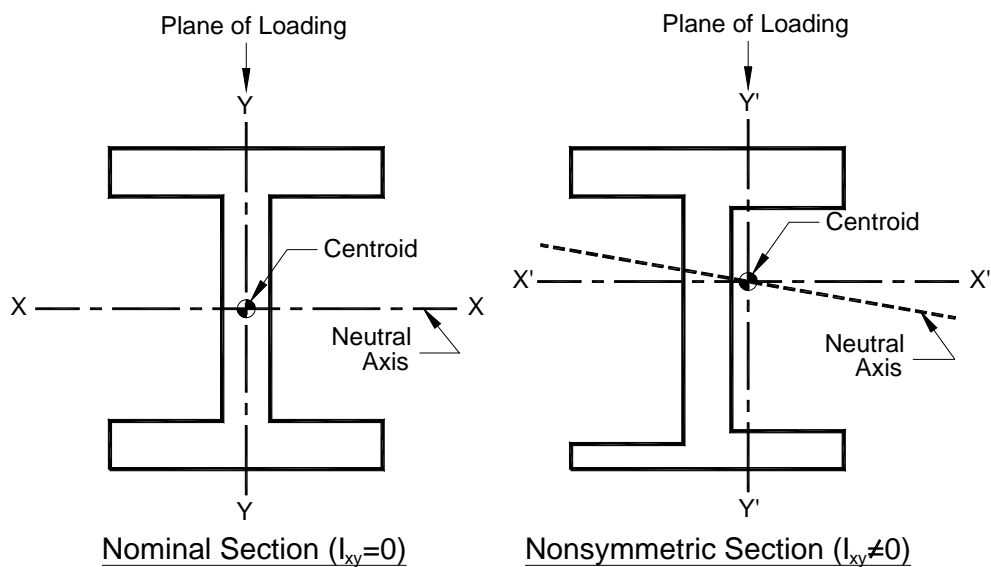 Plane of Loading
Y
Centroid
X
X
Neutral
Axis
Y
Nominal Section (Ixy=0)
Plane of Loading
Y'
Centroid
X'
X'
Neutral
Axis
Y'
Nonsymmetric Section (Ixy≠0)